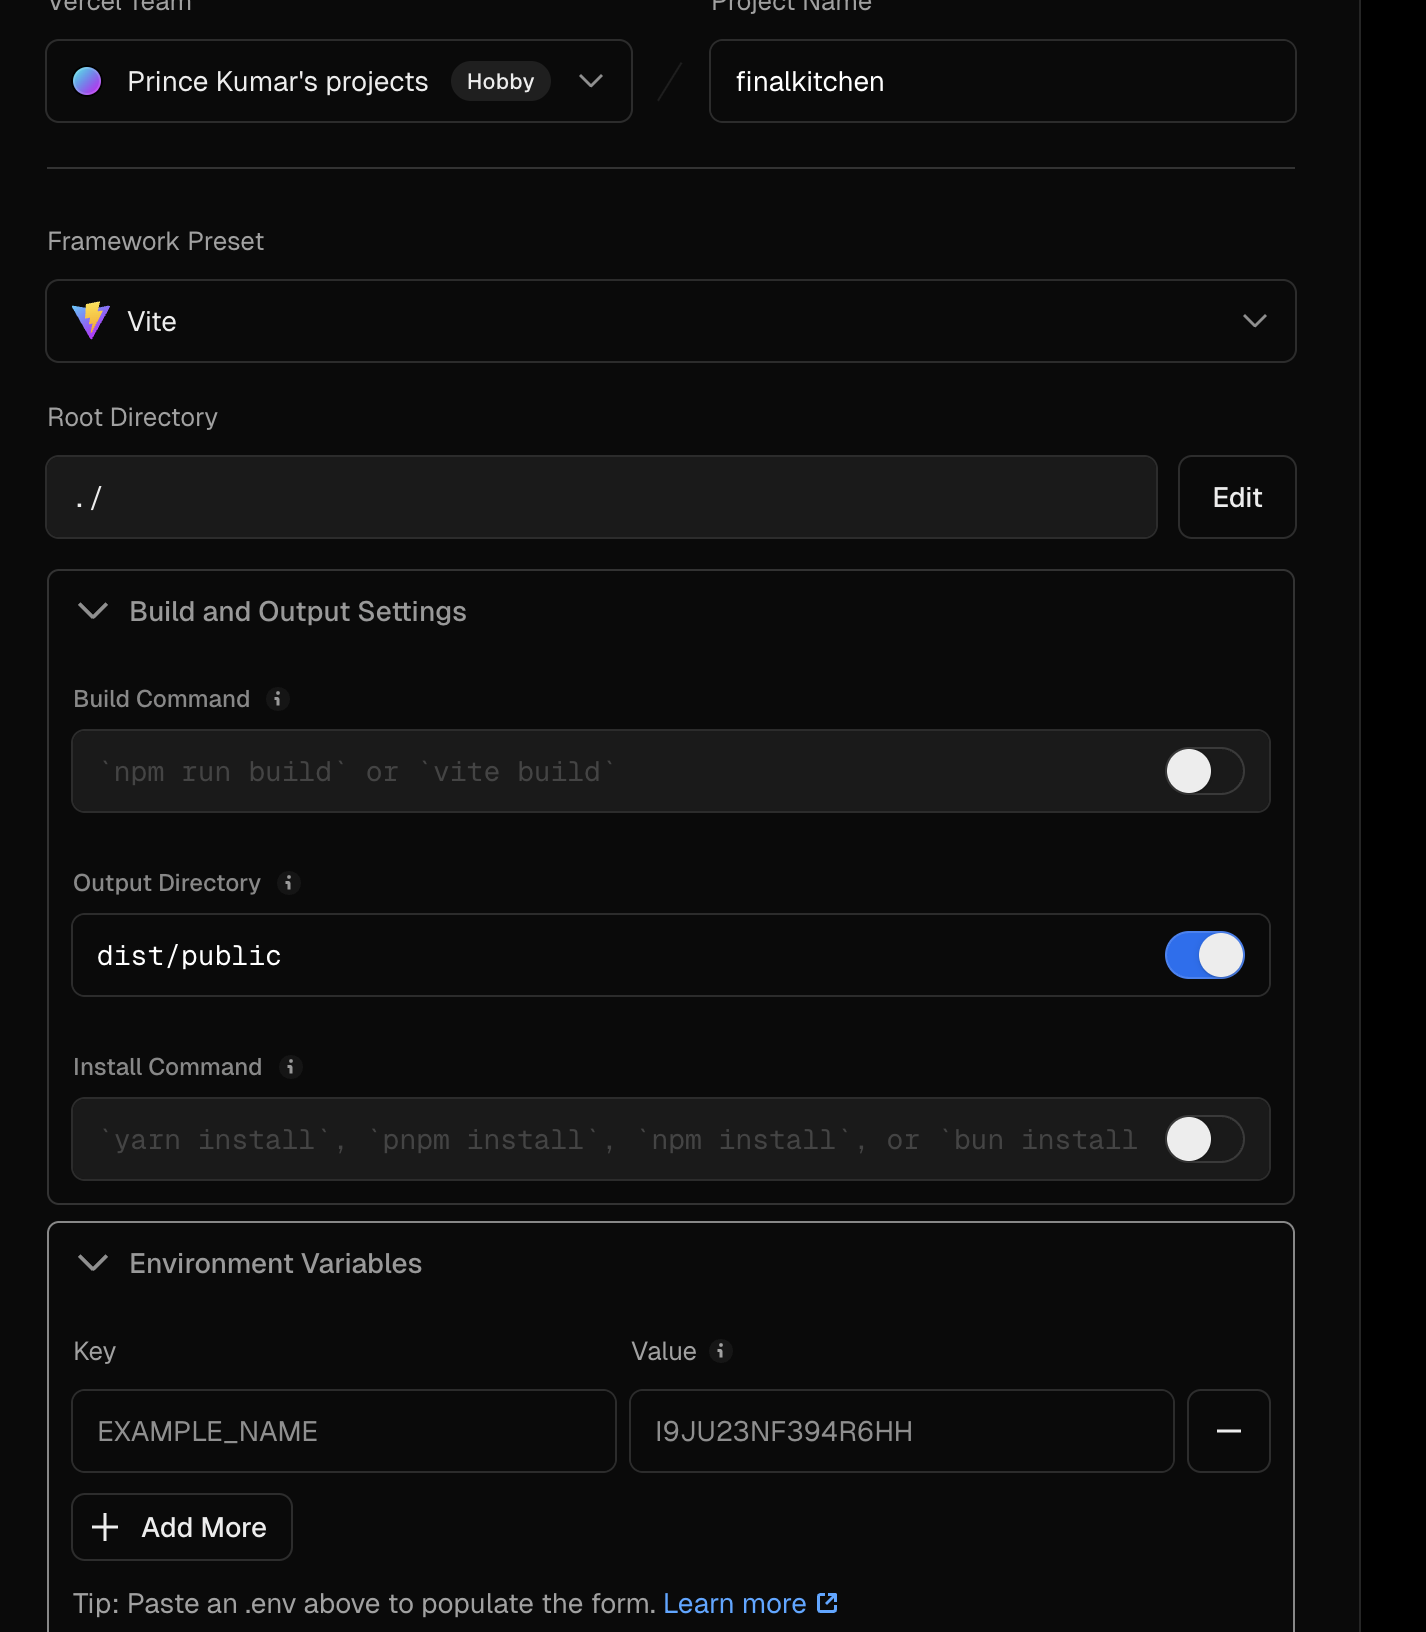 Vercel Team
Project Name
Prince Kumar's projects Hobby
finalkitchen
Framework Preset
Vite
Root Directory
./
Edit
Build and Output Settings
Build Command
`npm run build` or `vite build`
Output Directory
dist/public
Install Command
`yarn install`, `pnpm install`, `npm install`, or `bun install
Environment Variables
Key
Value
EXAMPLE_NAME
I9JU23NF394R6HH
Add More
Tip: Paste an .env above to populate the form. Learn more